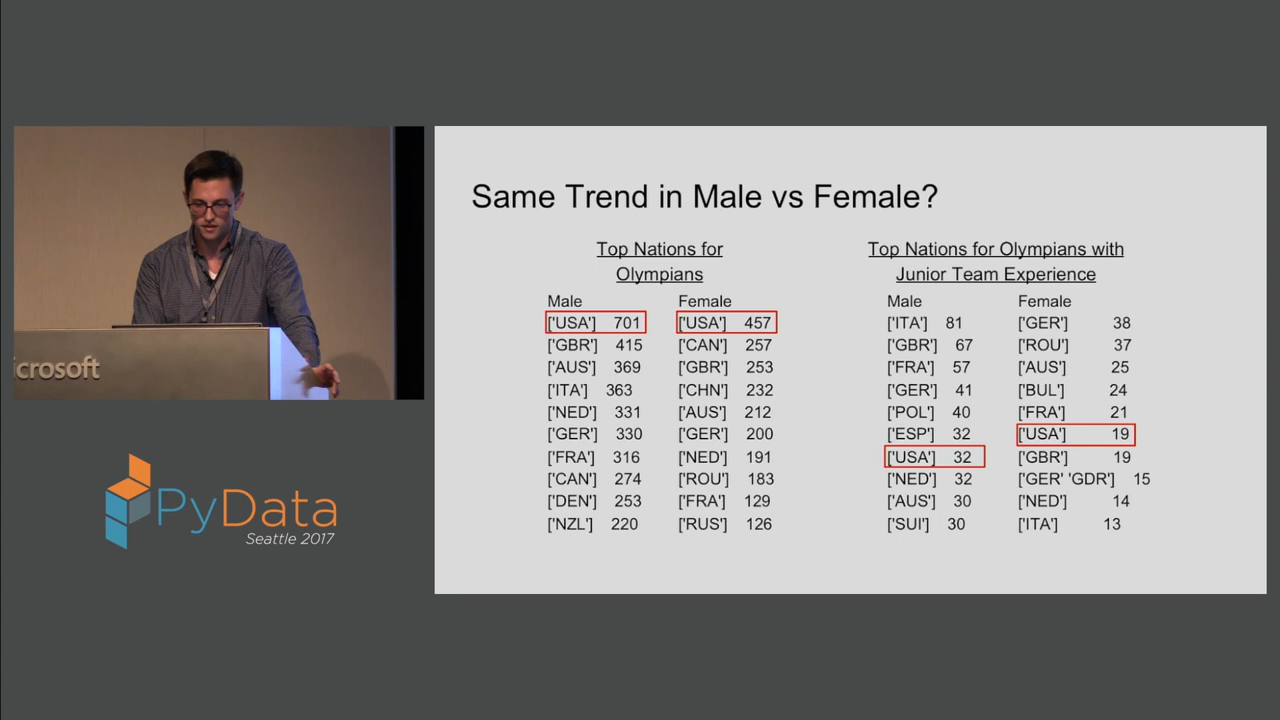 Same Trend in Male vs Female?
Top Nations for
Olympians
Male Female
['USA'] 701 ['USA'] 457
['GBR'] 415 ['CAN'] 257
['AUS'] 369 ['GBR'] 253
['ITA'] 363 ['CHN'] 232
['NED'] 331 ['AUS'] 212
['GER'] 330 ['GER'] 200
['FRA'] 316 ['NED'] 191
['CAN'] 274 ['ROU'] 183
['DEN'] 253 ['FRA'] 129
['NZL'] 220 ['RUS'] 126
Top Nations for Olympians with
Junior Team Experience
Male Female
['ITA'] 81 ['GER'] 38
['GBR'] 67 ['ROU'] 37
['FRA'] 57 ['AUS'] 25
['GER'] 41 ['BUL'] 24
['POL'] 40 ['FRA'] 21
['ESP'] 32 ['USA'] 19
['USA'] 32 ['GBR'] 19
['NED'] 32 ['GER' 'GDR'] 15
['AUS'] 30 ['NED'] 14
['SUI'] 30 ['ITA'] 13
icrosoft
PyData
Seattle 2017